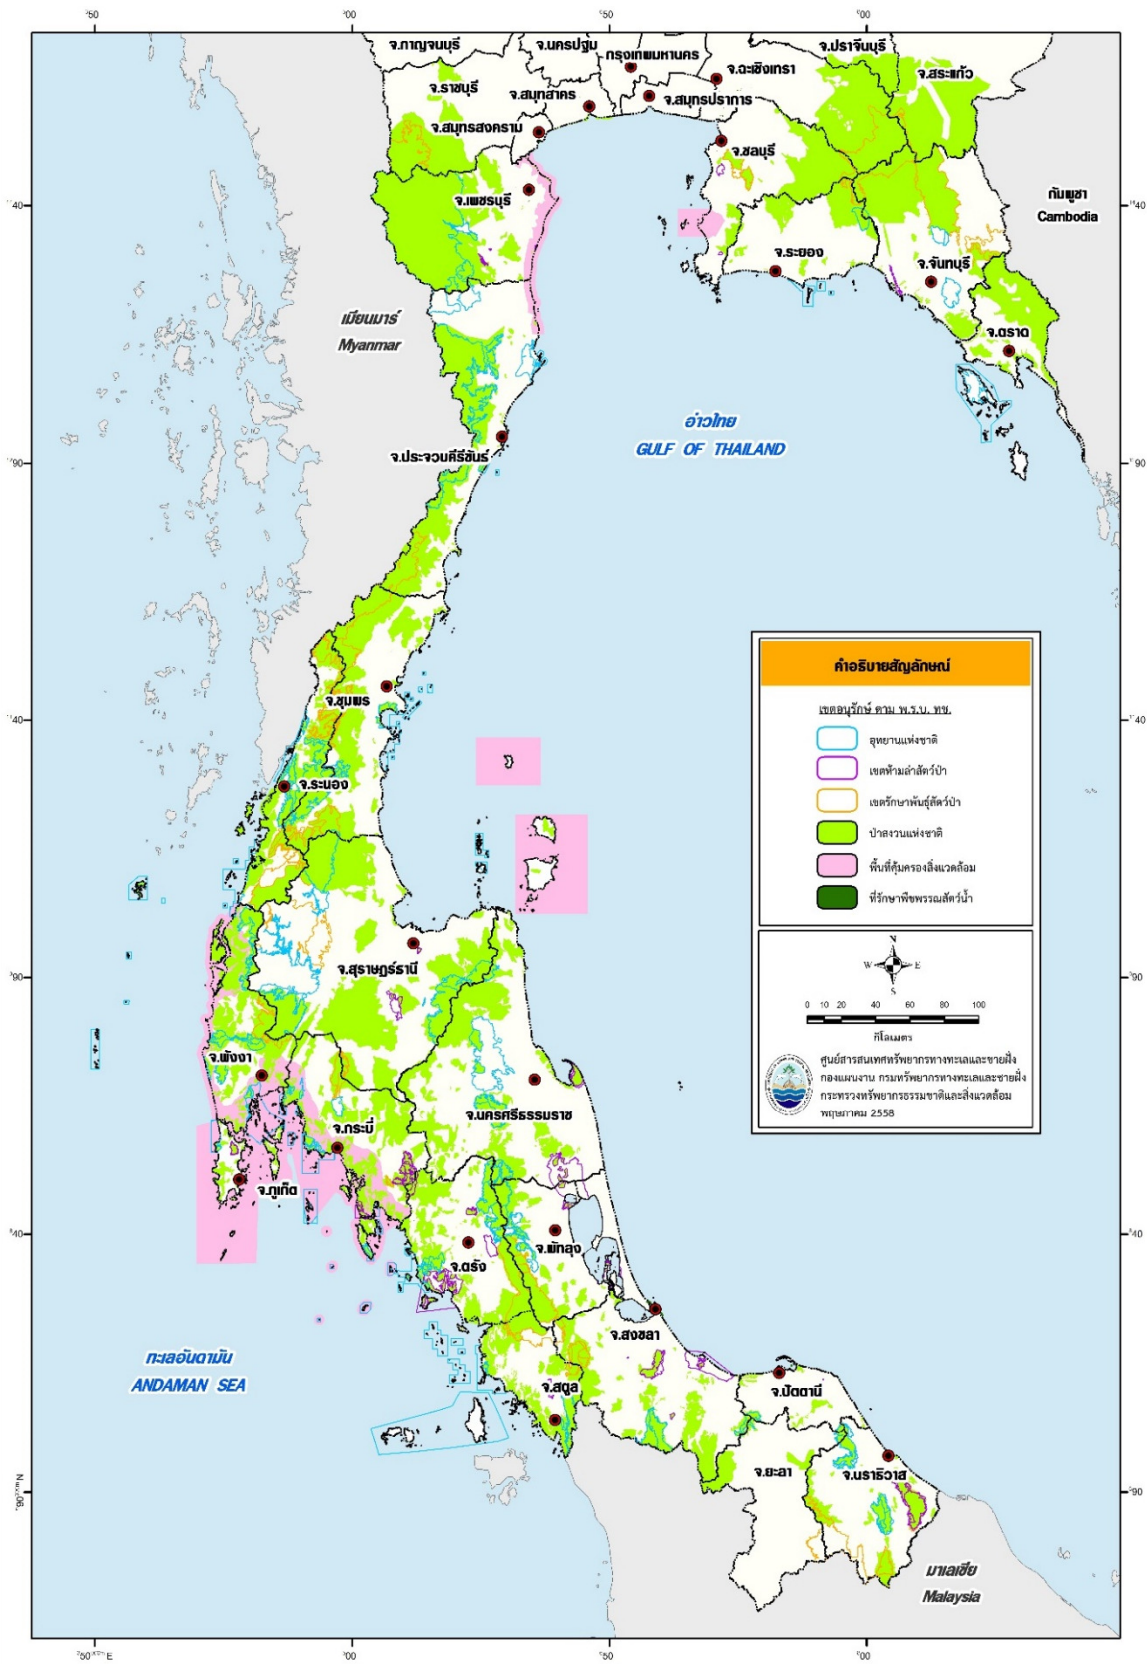 50
00
50
00
จ.กาญจนบุรี
จ.นครปฐม
กรุงเทพมหานคร
จ.ปราจีนบุรี
จ.ฉะเชิงเทรา
จ.สระแก้ว
จ.ราชบุรี
จ.สมุทสาคร
จ.สมุทรปราการ
จ.สมุทรสงคราม
จ.ชลบุรี
จ.เพชรบุรี
กัมพูชา
Cambodia
40
40
จ.ระยอง
จ.จันทบุรี
เมียนมาร์
Myanmar
จ.ตราด
อ่าวไทย
GULF OF THAILAND
จ.ประจวบคีรีขันธ์
90
90
คำอธิบายสัญลักษณ์
เขตอนุรักษ์ ตาม พ.ร.บ. ทช.
อุทยานแห่งชาติ
เขตห้ามล่าสัตว์ป่า
เขตรักษาพันธุ์สัตว์ป่า
ป่าสงวนแห่งชาติ
พื้นที่คุ้มครองสิ่งแวดล้อม
ที่รักษาพืชพรรณสัตว์น้ำ
จ.ชุมพร
40
40
จ.ระนอง
N
W E
S
0 10 20 40 60 80 100
กิโลเมตร
ศูนย์สารสนเทศทรัพยากรทางทะเลและชายฝั่ง
กองแผนงาน กรมทรัพยากรทางทะเลและชายฝั่ง
กระทรวงทรัพยากรธรรมชาติและสิ่งแวดล้อม
พฤษภาคม 2558
จ.สุราษฎร์ธานี
90
90
จ.พังงา
จ.นครศรีธรรมราช
จ.กระบี่
จ.ภูเก็ต
40
40
จ.พัทลุง
จ.ตรัง
จ.สงขลา
ทะเลอันดามัน
ANDAMAN SEA
จ.สตูล
จ.ปัตตานี
จ.ยะลา
จ.นราธิวาส
90
มาเลเซีย
Malaysia
00
50
00